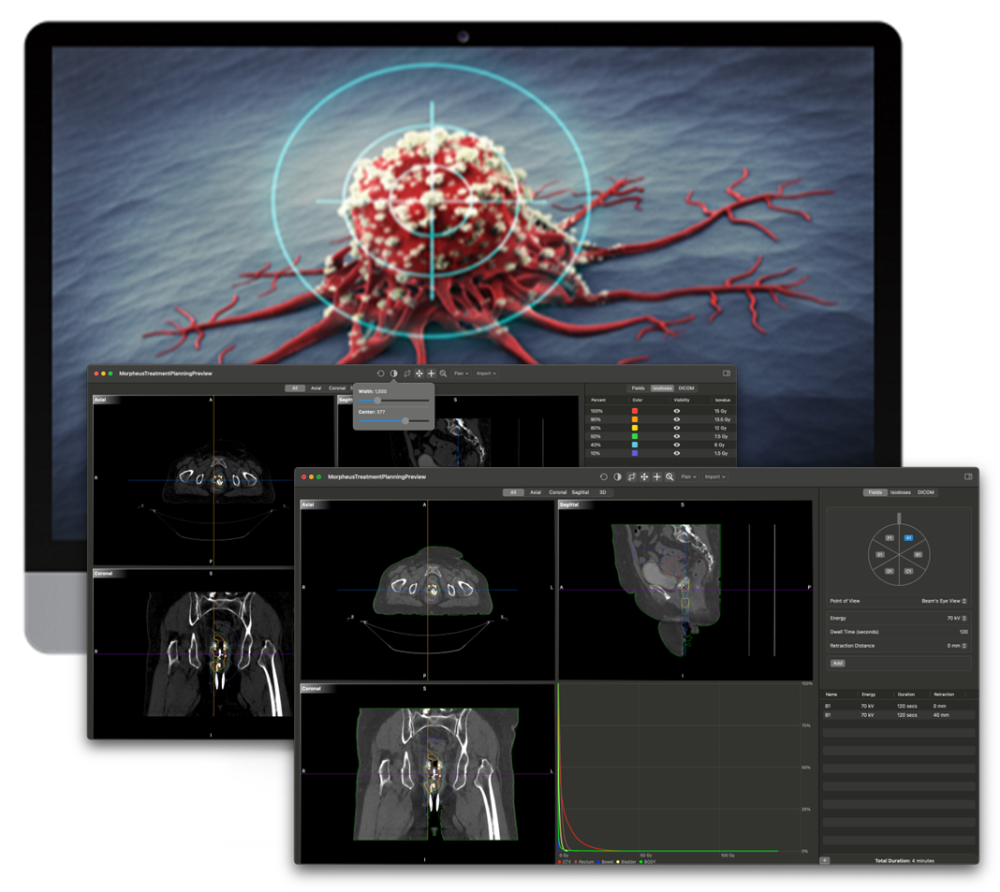 MorpheusTreatmentPlanningPreview
Plan
Import
All Axial Coronal
Width: 1,000
Center: 377
Fields Isodoses DICOM
Axial
A
S
Percent Color Visibility Isovalue
100% 15 Gy
90% 13.5 Gy
80% 12 Gy
50% 7.5 Gy
40% 6 Gy
10% 1.5 Gy
R
P
Coronal
S
R
I
MorpheusTreatmentPlanningPreview
Plan
Import
All Axial Coronal Sagittal 3D
Fields Isodoses DICOM
Axial
A
R
L
P
Sagittal
S
A
P
I
F1 A1
E1 B1
D1 C1
Point of View Beam's Eye View
Energy 70 kV
Dwell Time (seconds) 120
Retraction Distance 0 mm
Add
Coronal
S
R
L
I
100%
75%
50%
25%
0%
0 Gy 50 Gy 100 Gy
CTV Rectum Bowel Bladder BODY
Name Energy Duration Retraction
B1 70 kV 120 secs 0 mm
B1 70 kV 120 secs 40 mm
Total Duration: 4 minutes